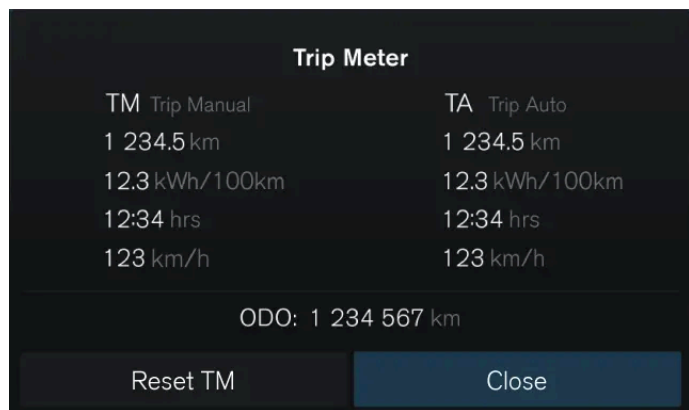 Trip Meter
TM Trip Manual
1 234.5 km
12.3 kWh/100km
12:34 hrs
123 km/h
TA Trip Auto
1 234.5 km
12.3 kWh/100km
12:34 hrs
123 km/h
ODO: 1 234 567 km
Reset TM
Close